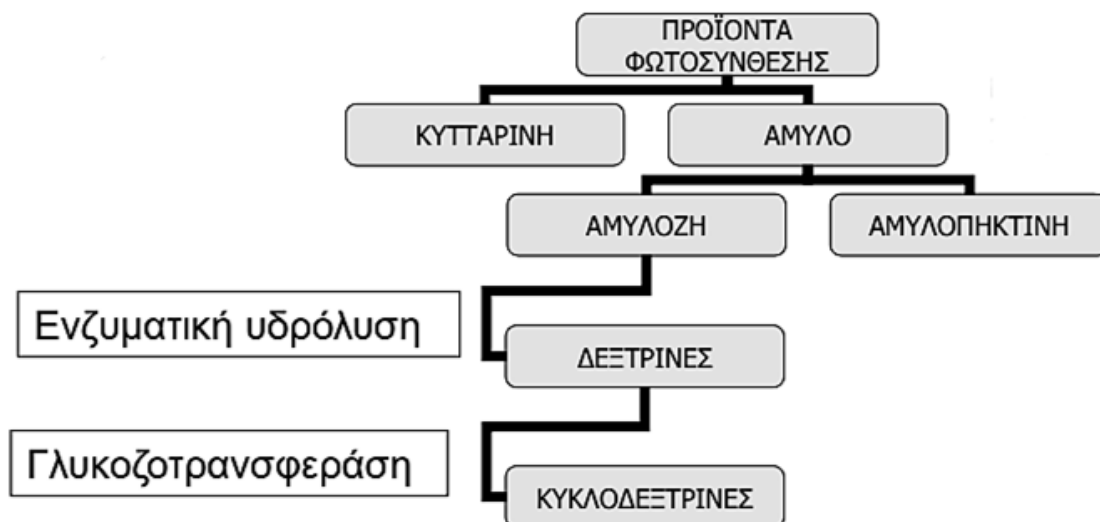 ΠΡΟΪΟΝΤΑ
ΦΩΤΟΣΥΝΘΕΣΗΣ
ΚΥΤΤΑΡΙΝΗ
ΑΜΥΛΟ
ΑΜΥΛΟΖΗ
ΑΜΥΛΟΠΗΚΤΙΝΗ
Ενζυματική υδρόλυση
ΔΕΞΤΡΙΝΕΣ
Γλυκοζοτρανσφεράση
ΚΥΚΛΟΔΕΞΤΡΙΝΕΣ